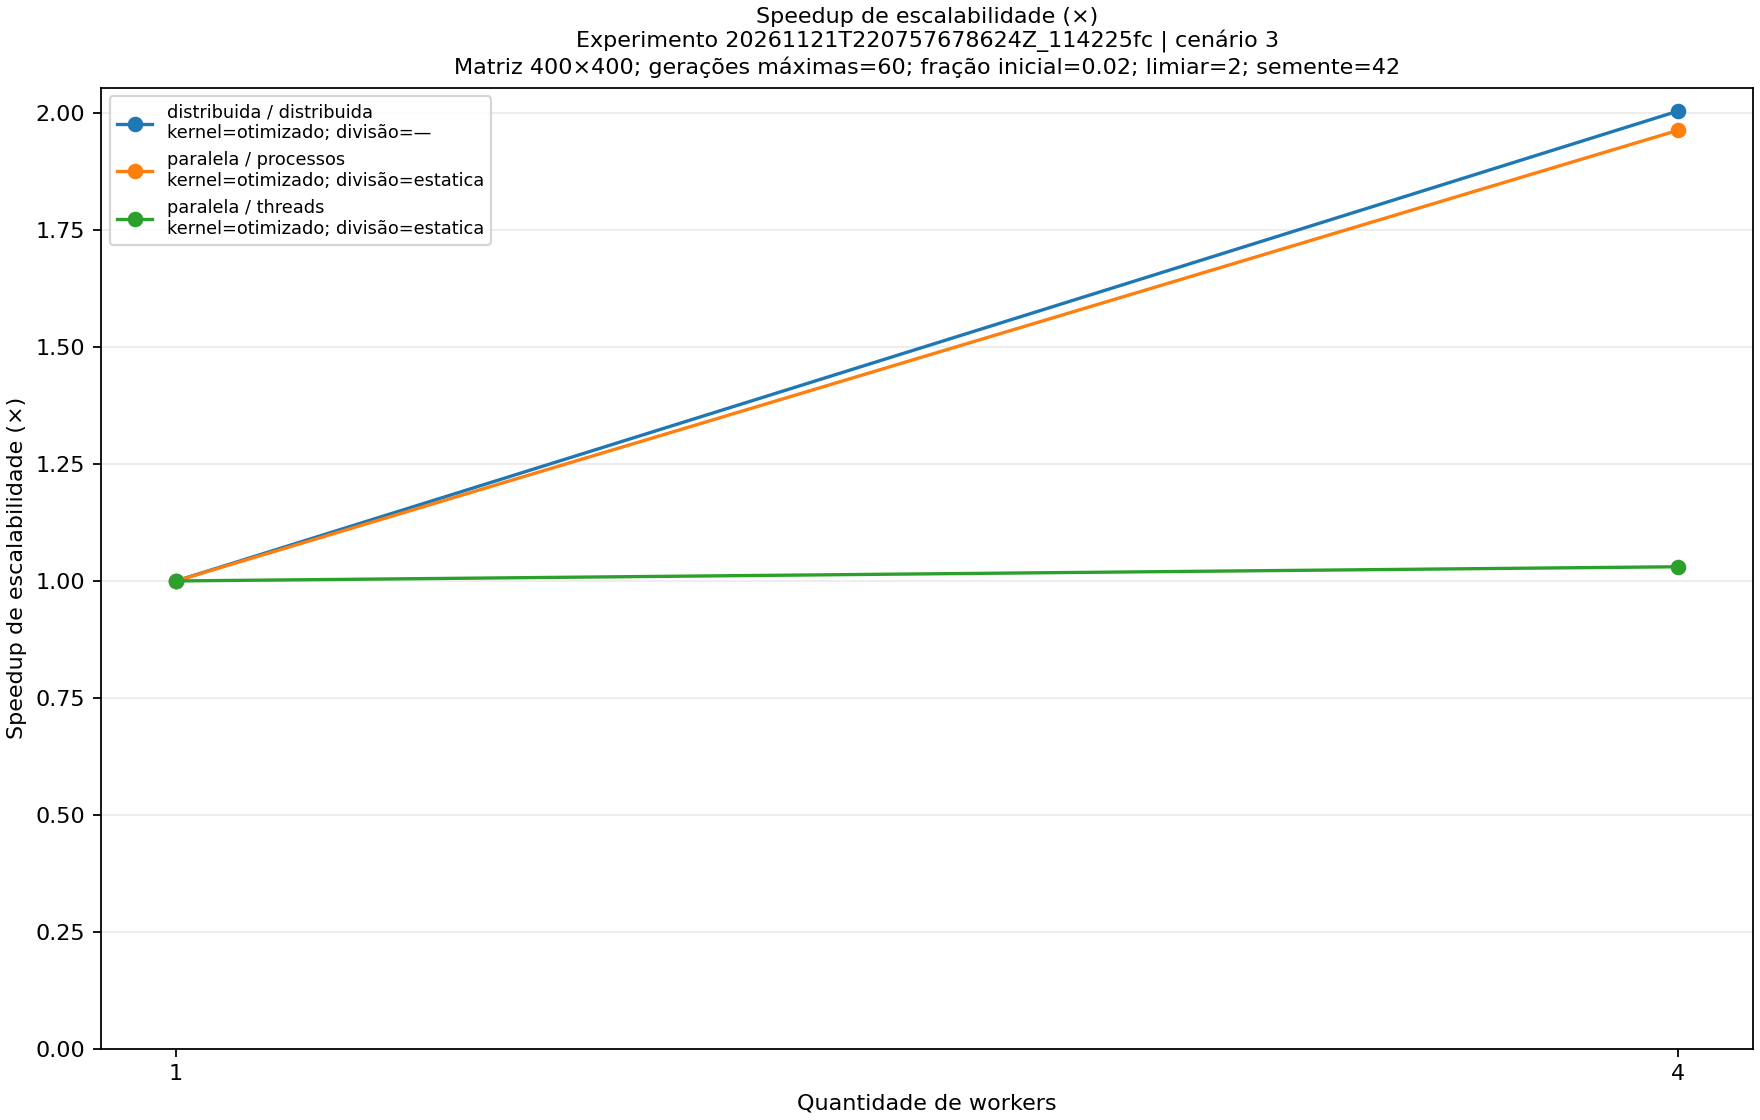 Speedup de escalabilidade (×)
Experimento 20261121T220757678624Z_114225fc | cenário 3
Matriz 400×400; gerações máximas=60; fração inicial=0.02; limiar=2; semente=42
distribuida / distribuida
kernel=otimizado; divisão=—
paralela / processos
kernel=otimizado; divisão=estatica
paralela / threads
kernel=otimizado; divisão=estatica
Speedup de escalabilidade (×)
2.00
1.75
1.50
1.25
1.00
0.75
0.50
0.25
0.00
1
4
Quantidade de workers